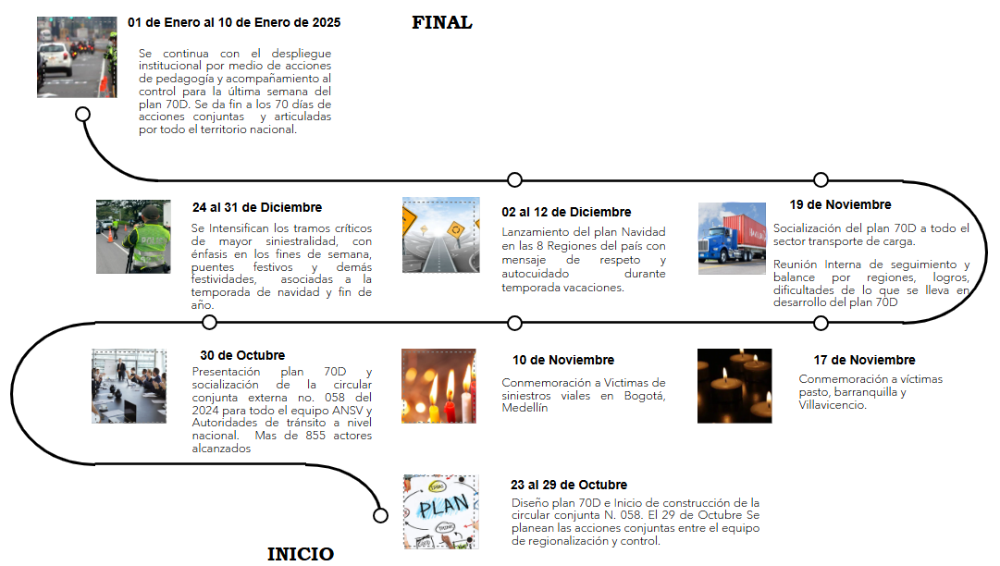 01 de Enero al 10 de Enero de 2025
FINAL
Se continua con el despliegue
institucional por medio de acciones
de pedagogía y acompañamiento al
control para la última semana del
plan 70D. Se da fin a los 70 días de
acciones conjuntas y articuladas
por todo el territorio nacional.
24 al 31 de Diciembre
Se Intensifican los tramos críticos
de mayor siniestralidad, con
énfasis en los fines de semana,
puentes festivos y demás
festividades, asociadas a la
temporada de navidad y fin de
año.
02 al 12 de Diciembre
Lanzamiento del plan Navidad
en las 8 Regiones del país con
mensaje de respeto y
autocuidado durante
temporada vacaciones.
19 de Noviembre
Socialización del plan 70D a todo el
sector transporte de carga.
Reunión Interna de seguimiento y
balance por regiones, logros,
dificultades de lo que se lleva en
desarrollo del plan 70D
30 de Octubre
Presentación plan 70D y
socialización de la circular
conjunta externa no. 058 del
2024 para todo el equipo ANSV y
Autoridades de tránsito a nivel
nacional. Mas de 855 actores
alcanzados
10 de Noviembre
Conmemoración a Victimas de
siniestros viales en Bogotá,
Medellín
17 de Noviembre
Conmemoración a víctimas
pasto, barranquilla y
Villavicencio.
23 al 29 de Octubre
Diseño plan 70D e Inicio de construcción de la
circular conjunta N. 058. El 29 de Octubre Se
planean las acciones conjuntas entre el equipo
de regionalización y control.
PLAN
INICIO